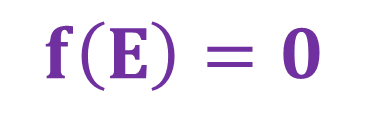 f(E) = 0